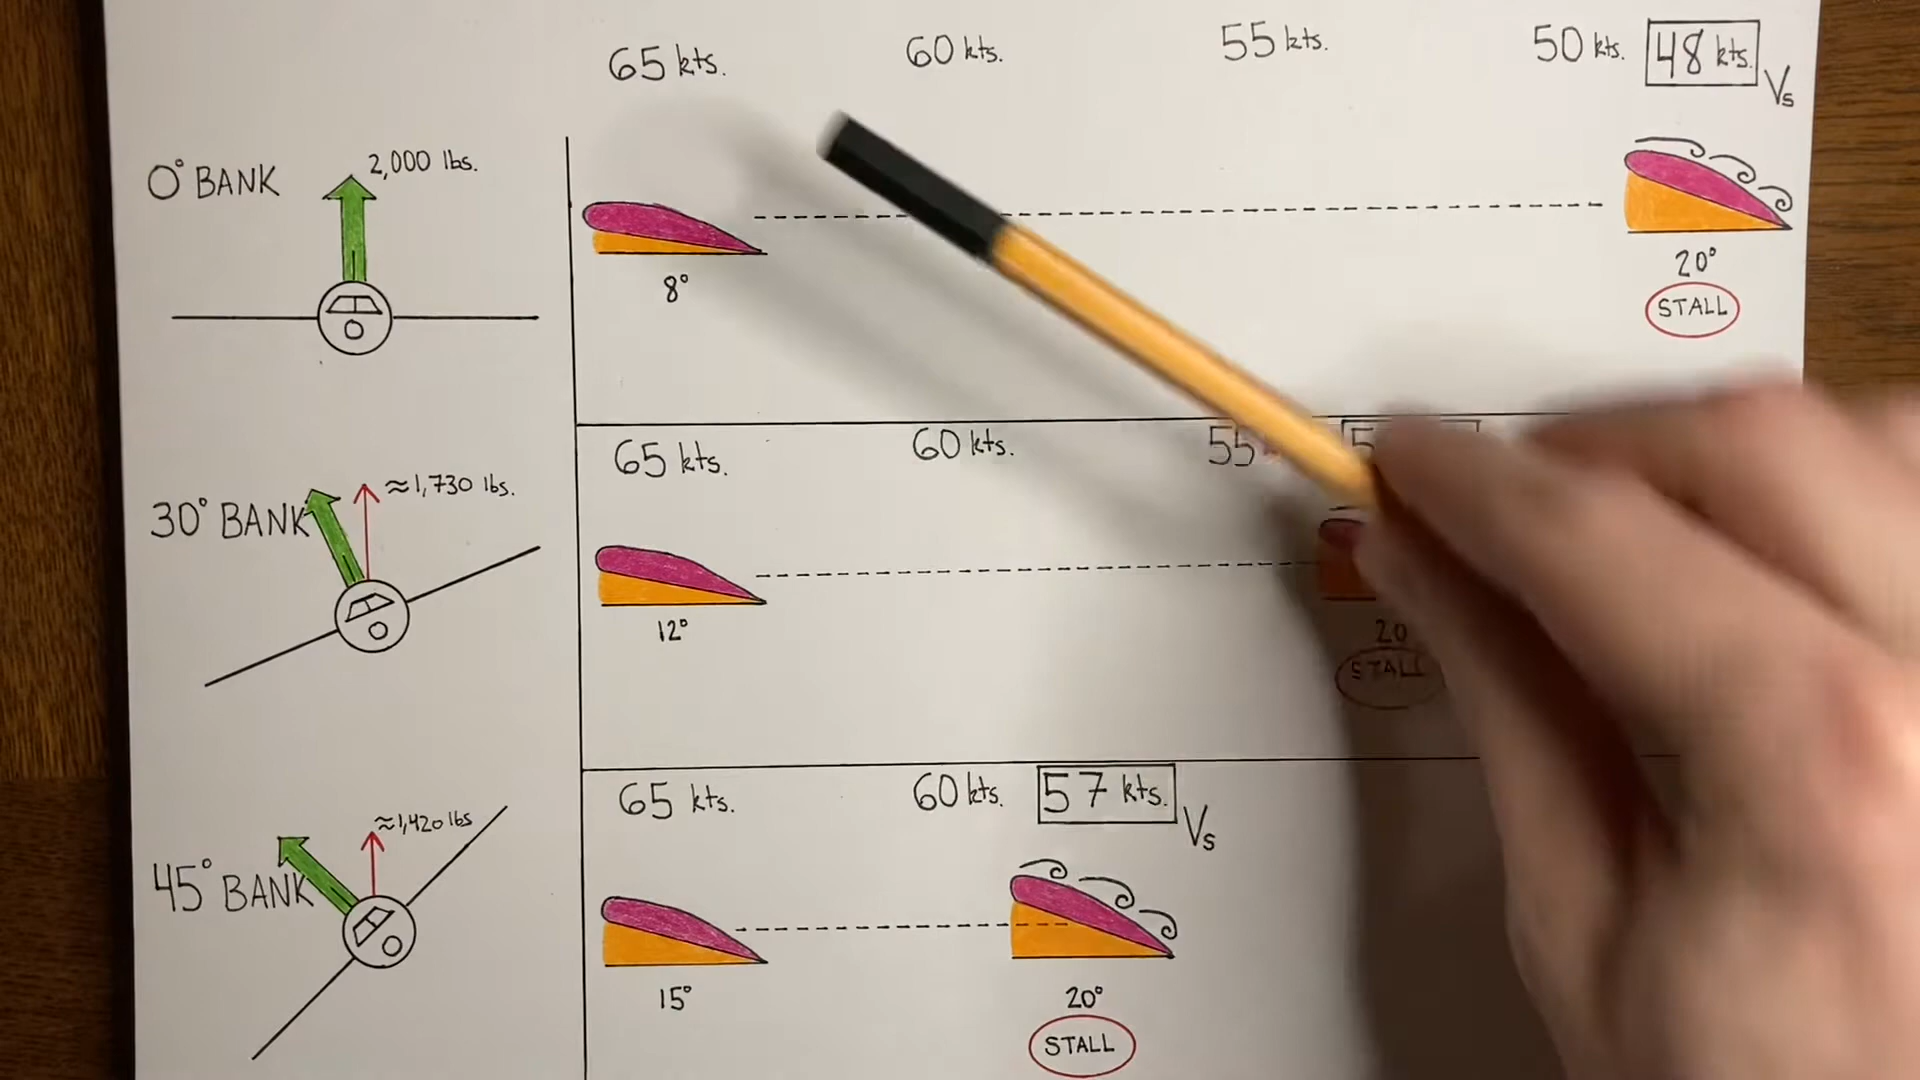 65 kts. 60 kts. 55 kts. 50 kts. 48 kts. Vs
0° BANK 2,000 lbs.
8° 20°
STALL
65 kts. 60 kts. 55
30° BANK ≈1,730 lbs.
12° 20
STALL
65 kts. 60 kts. 57 kts. Vs
45° BANK ≈1,420 lbs
15° 20°
STALL